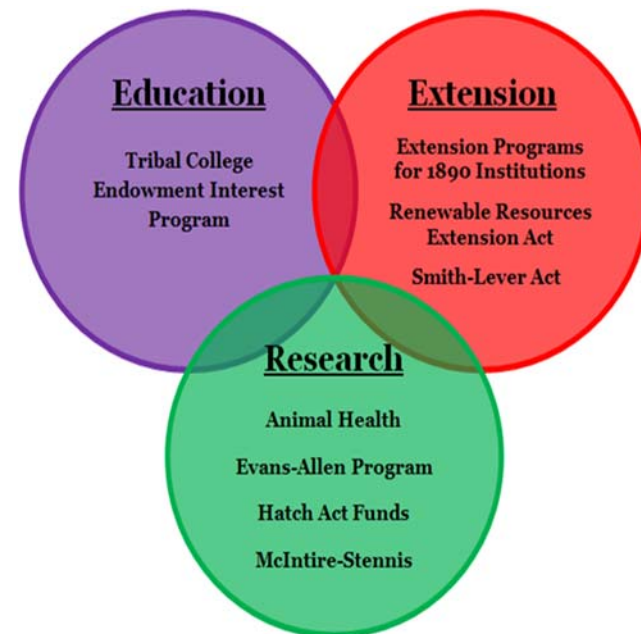 Education
Tribal College
Endowment Interest
Program
Extension
Extension Programs
for 1890 Institutions
Renewable Resources
Extension Act
Smith-Lever Act
Research
Animal Health
Evans-Allen Program
Hatch Act Funds
McIntire-Stennis